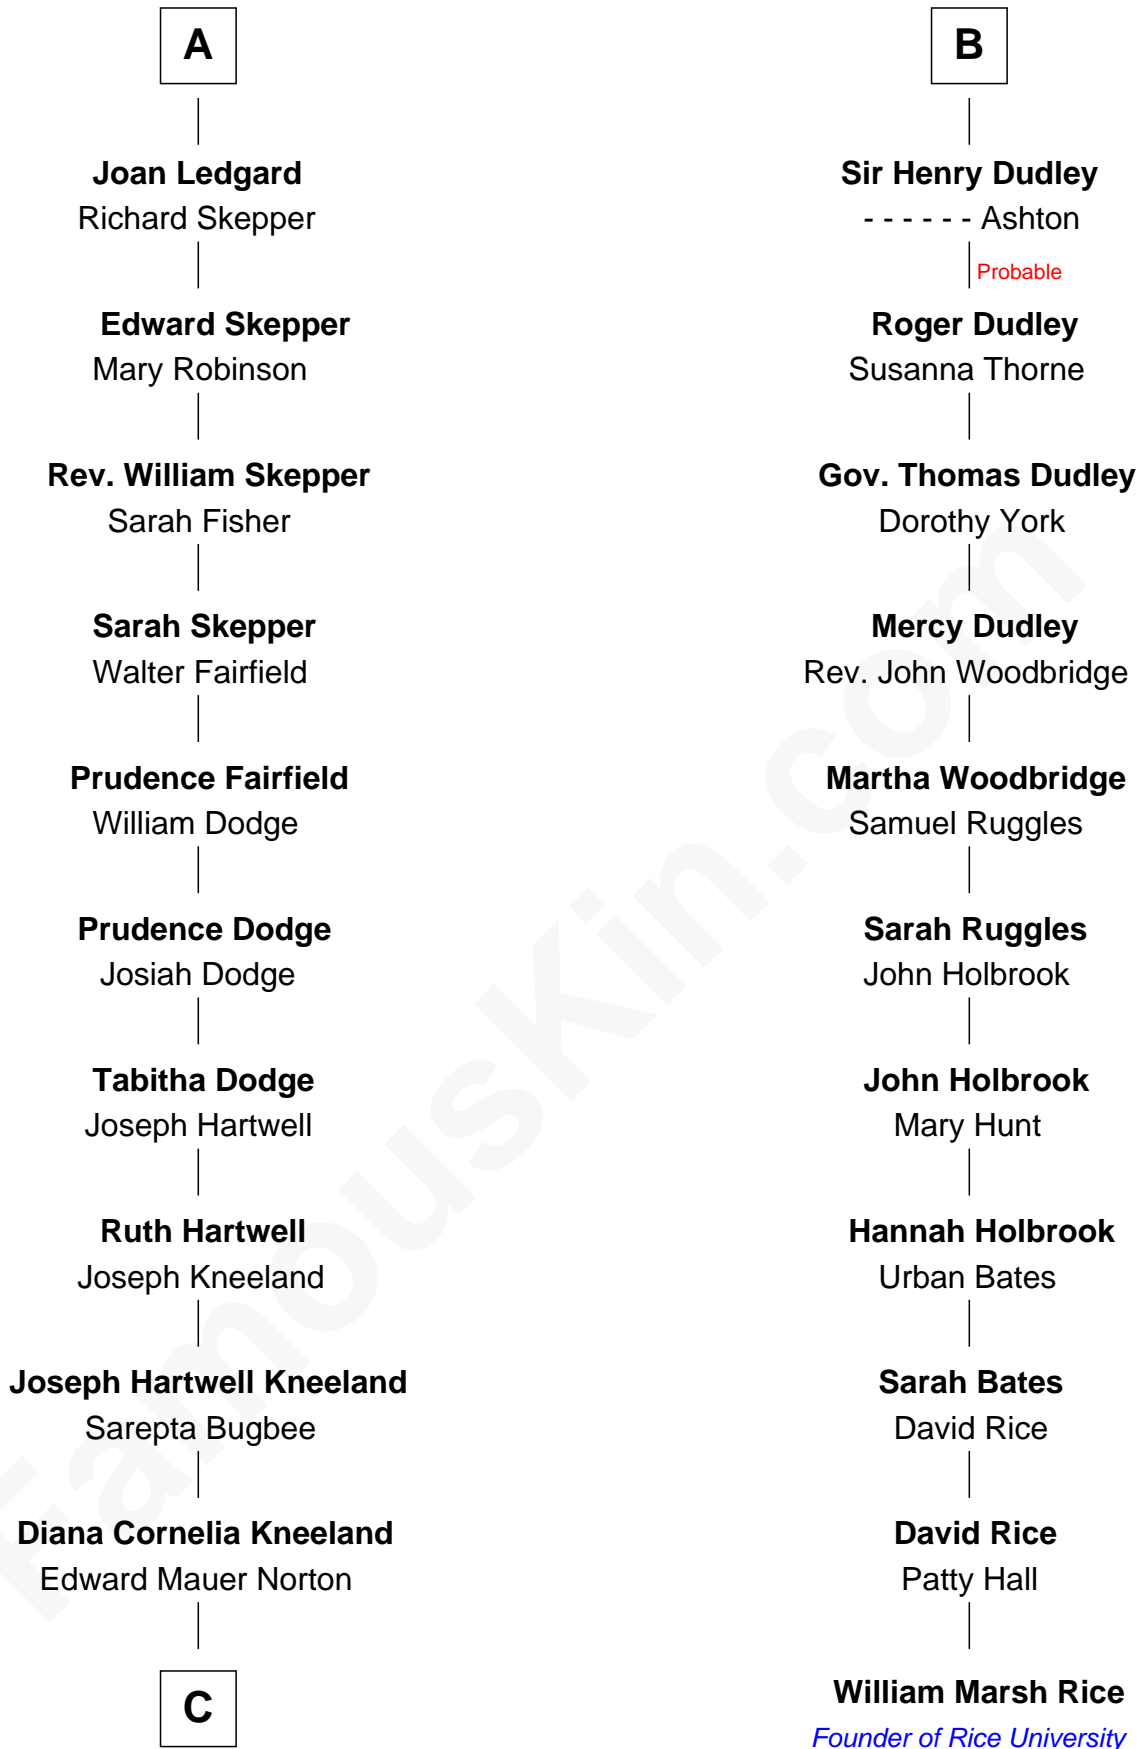 A
Joan Ledgard
Richard Skepper
Edward Skepper
Mary Robinson
Rev. William Skepper
Sarah Fisher
Sarah Skepper
Walter Fairfield
Prudence Fairfield
William Dodge
Prudence Dodge
Josiah Dodge
Tabitha Dodge
Joseph Hartwell
Ruth Hartwell
Joseph Kneeland
Joseph Hartwell Kneeland
Sarepta Bugbee
Diana Cornelia Kneeland
Edward Mauer Norton
C
B
Sir Henry Dudley
- - - - - - Ashton
Probable
Roger Dudley
Susanna Thorne
Gov. Thomas Dudley
Dorothy York
Mercy Dudley
Rev. John Woodbridge
Martha Woodbridge
Samuel Ruggles
Sarah Ruggles
John Holbrook
John Holbrook
Mary Hunt
Hannah Holbrook
Urban Bates
Sarah Bates
David Rice
David Rice
Patty Hall
William Marsh Rice
Founder of Rice University
FamousKin.com